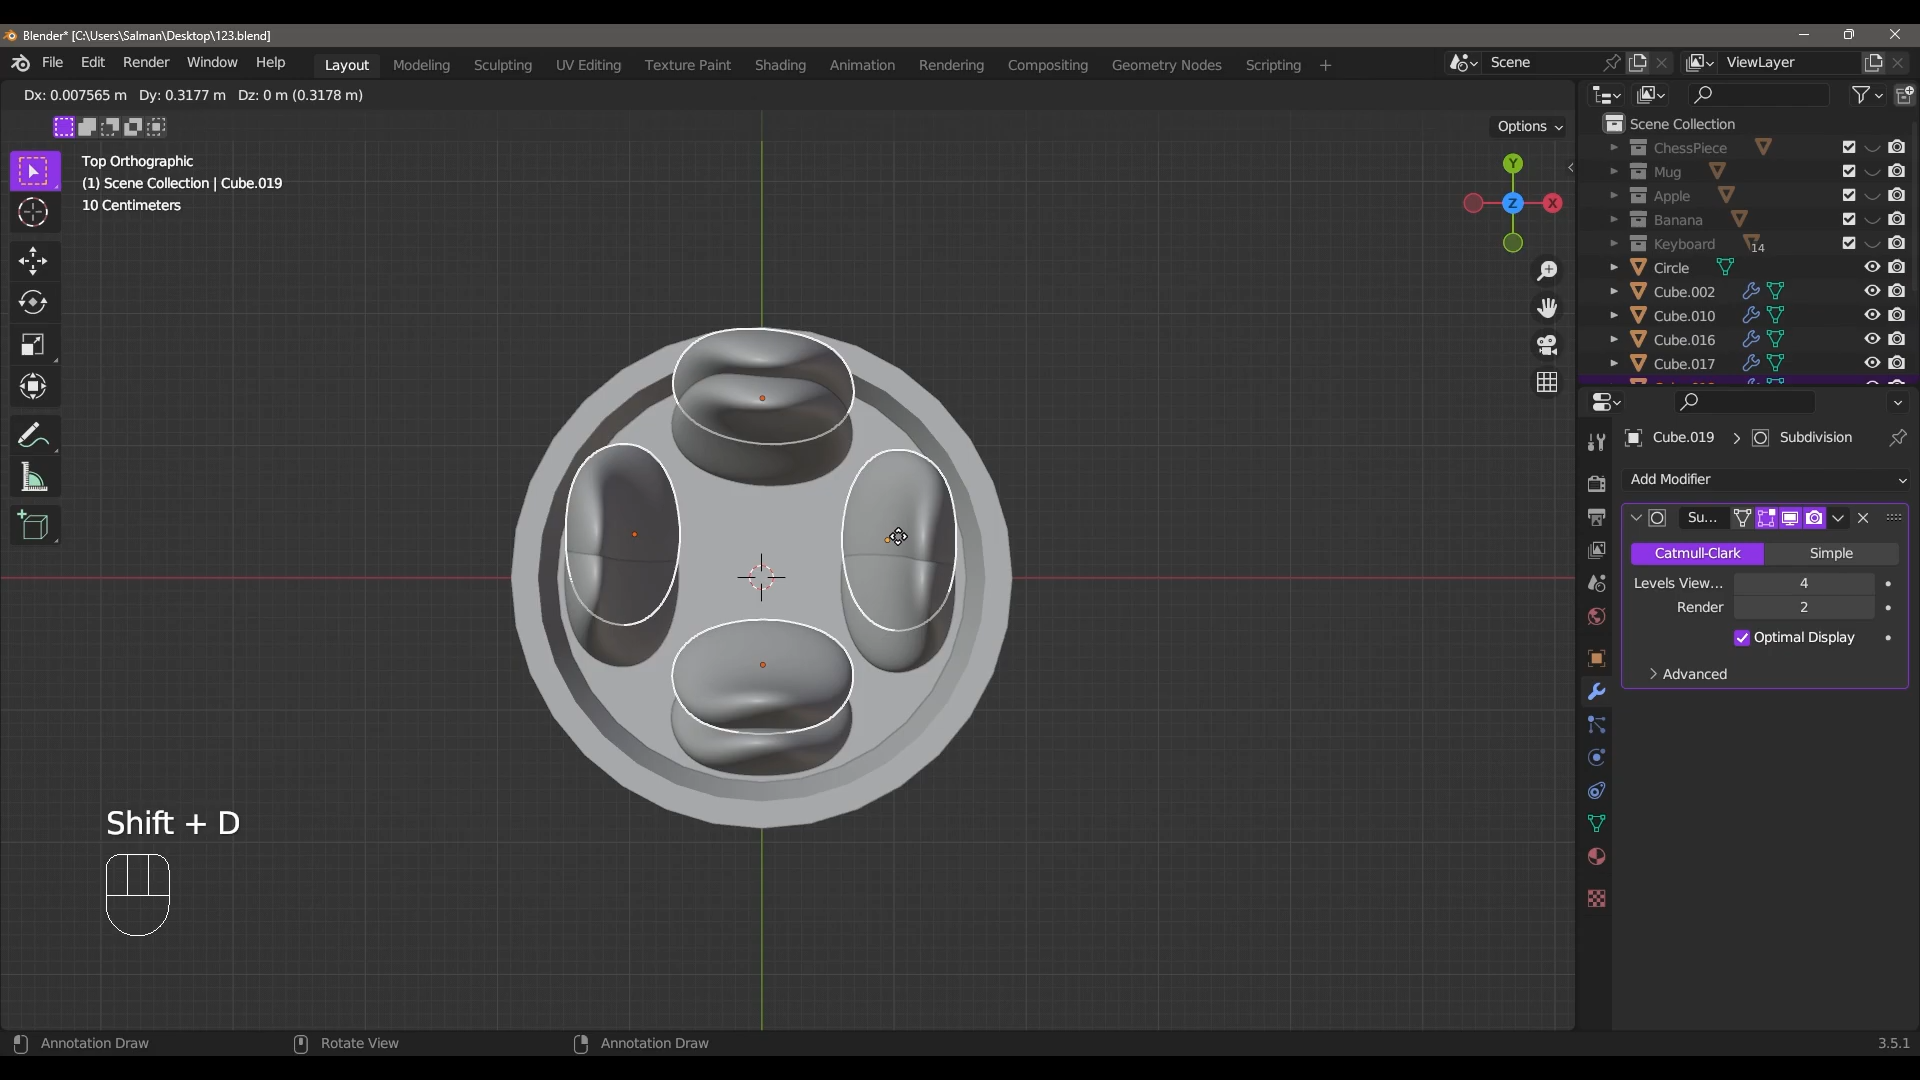 Blender* [C:\Users\Salman\Desktop\123.blend]
File Edit Render Window Help Layout Modeling Sculpting UV Editing Texture Paint Shading Animation Rendering Compositing Geometry Nodes Scripting + Scene ViewLayer
Dx: 0.007565 m Dy: 0.3177 m Dz: 0 m (0.3178 m)
Options
Top Orthographic
(1) Scene Collection | Cube.019
10 Centimeters
Y
X
Z
Scene Collection
ChessPiece
Mug
Apple
Banana
Keyboard 14
Circle
Cube.002
Cube.010
Cube.016
Cube.017
Cube.019 > Subdivision
Add Modifier
Su...
Catmull-Clark Simple
Levels View... 4
Render 2
Optimal Display
Advanced
Shift + D
Annotation Draw Rotate View Annotation Draw 3.5.1